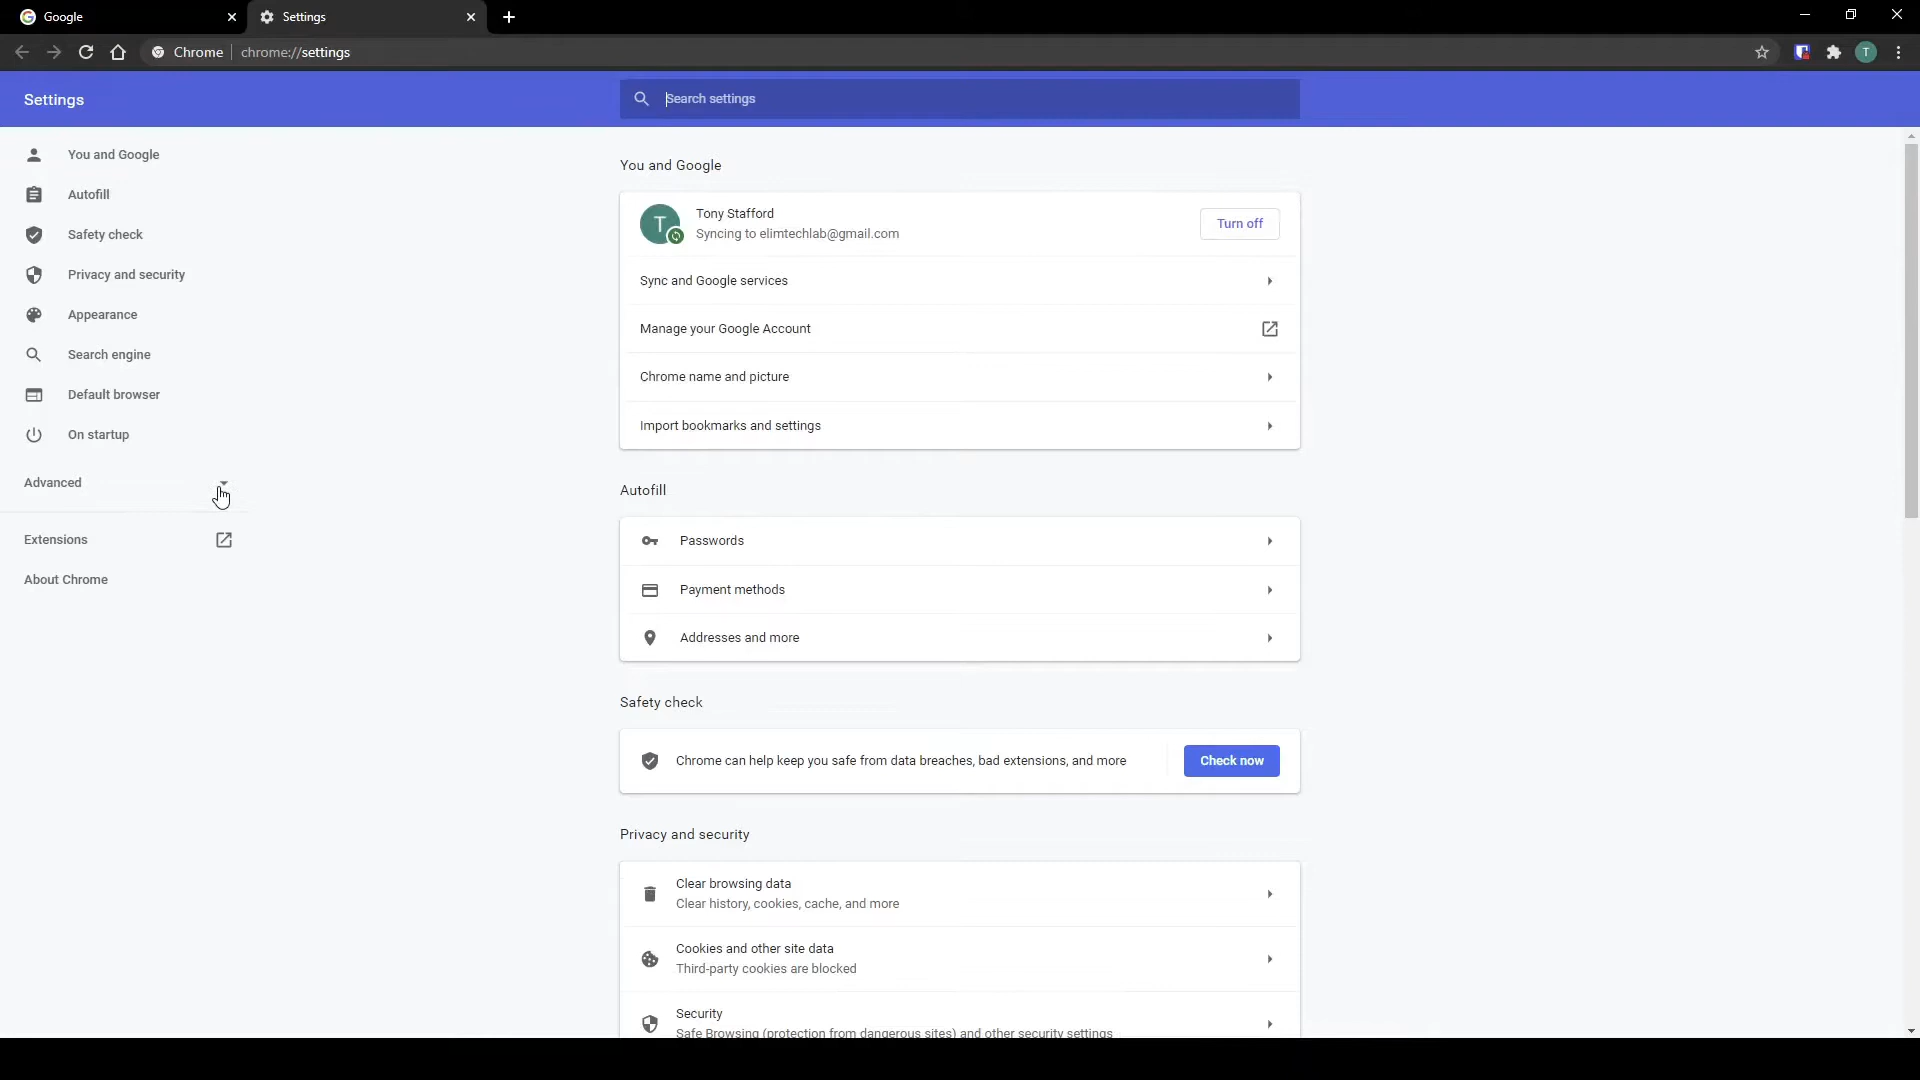 Google
Settings
Chrome
chrome://settings
T
Settings
Search settings
You and Google
Autofill
Safety check
Privacy and security
Appearance
Search engine
Default browser
On startup
Advanced
Extensions
About Chrome
You and Google
T
Tony Stafford
Syncing to elimtechlab@gmail.com
Turn off
Sync and Google services
Manage your Google Account
Chrome name and picture
Import bookmarks and settings
Autofill
Passwords
Payment methods
Addresses and more
Safety check
Chrome can help keep you safe from data breaches, bad extensions, and more
Check now
Privacy and security
Clear browsing data
Clear history, cookies, cache, and more
Cookies and other site data
Third-party cookies are blocked
Security
Safe Browsing (protection from dangerous sites) and other security settings